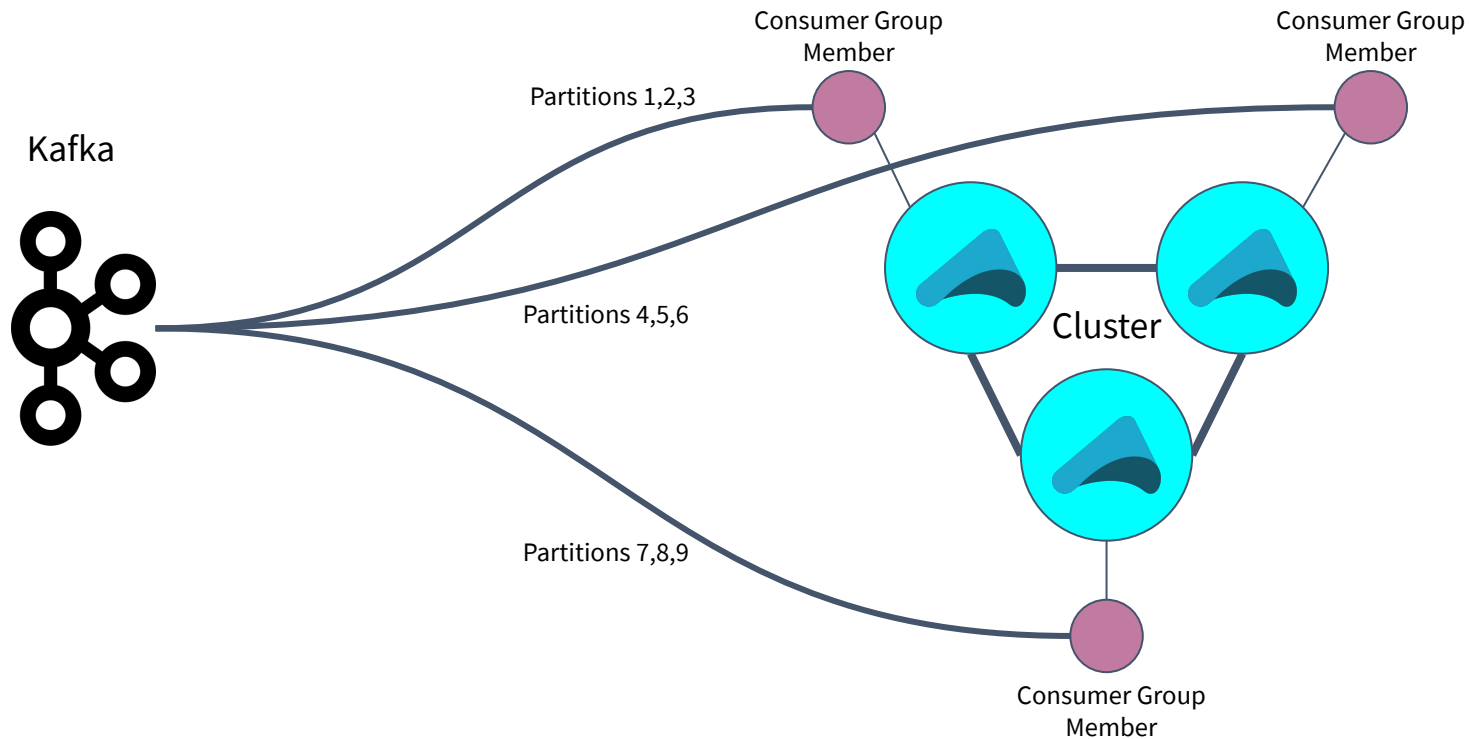 Consumer Group
Member
Consumer Group
Member
Partitions 1,2,3
Kafka
Partitions 4,5,6
Cluster
Partitions 7,8,9
Consumer Group
Member